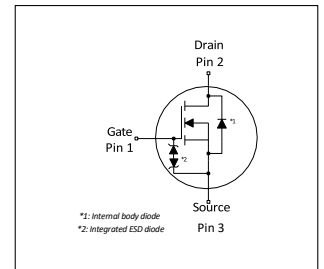 Drain
Pin 2
*1
Gate
Pin 1
*2
Source
Pin 3
*1: Internal body diode
*2: Integrated ESD diode